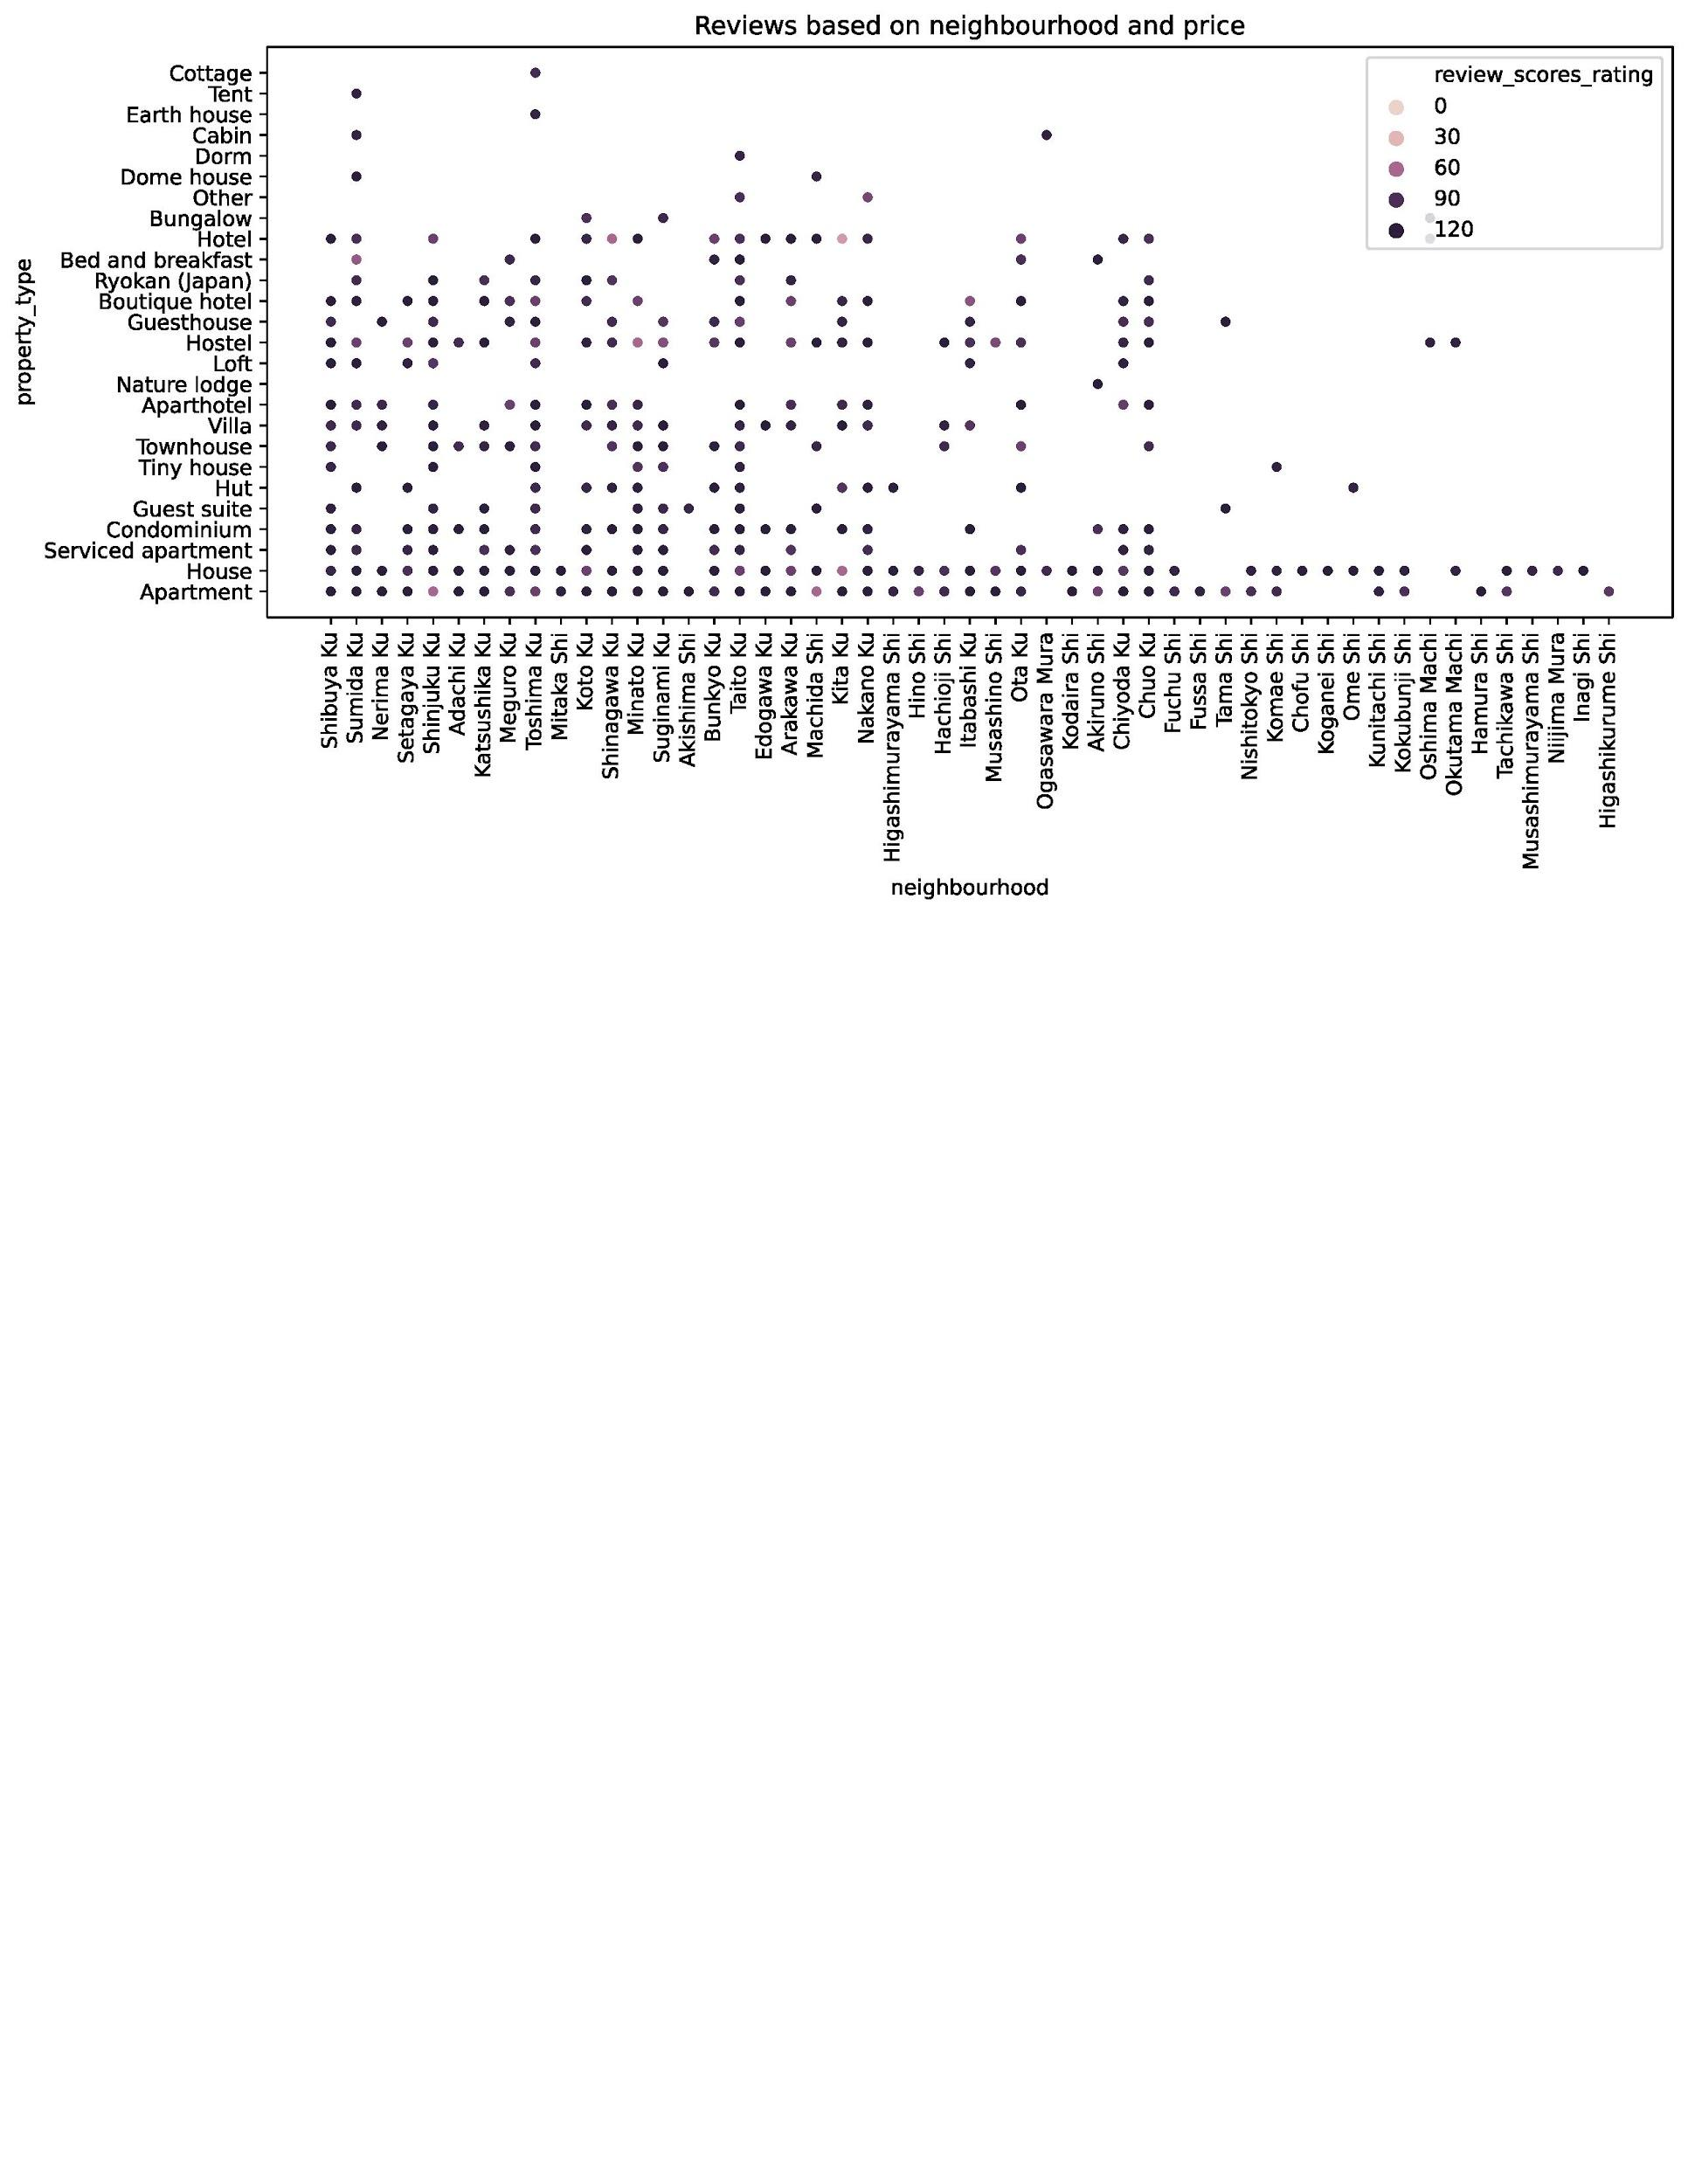 Reviews based on neighbourhood and price
review_scores_rating
0
30
60
90
120
property_type
Cottage
Tent
Earth house
Cabin
Dorm
Dome house
Other
Bungalow
Hotel
Bed and breakfast
Ryokan (Japan)
Boutique hotel
Guesthouse
Hostel
Loft
Nature lodge
Aparthotel
Villa
Townhouse
Tiny house
Hut
Guest suite
Condominium
Serviced apartment
House
Apartment
Shibuya Ku
Sumida Ku
Nerima Ku
Setagaya Ku
Shinjuku Ku
Adachi Ku
Katsushika Ku
Meguro Ku
Toshima Ku
Mitaka Shi
Koto Ku
Shinagawa Ku
Minato Ku
Suginami Ku
Akishima Shi
Bunkyo Ku
Taito Ku
Edogawa Ku
Arakawa Ku
Machida Shi
Kita Ku
Nakano Ku
Higashimurayama Shi
Hino Shi
Hachioji Shi
Itabashi Ku
Musashino Shi
Ota Ku
Ogasawara Mura
Kodaira Shi
Akiruno Shi
Chiyoda Ku
Chuo Ku
Fuchu Shi
Fussa Shi
Tama Shi
Nishitokyo Shi
Komae Shi
Chofu Shi
Koganei Shi
Ome Shi
Kunitachi Shi
Kokubunji Shi
Oshima Machi
Okutama Machi
Hamura Shi
Tachikawa Shi
Musashimurayama Shi
Niijima Mura
Inagi Shi
Higashikurume Shi
neighbourhood